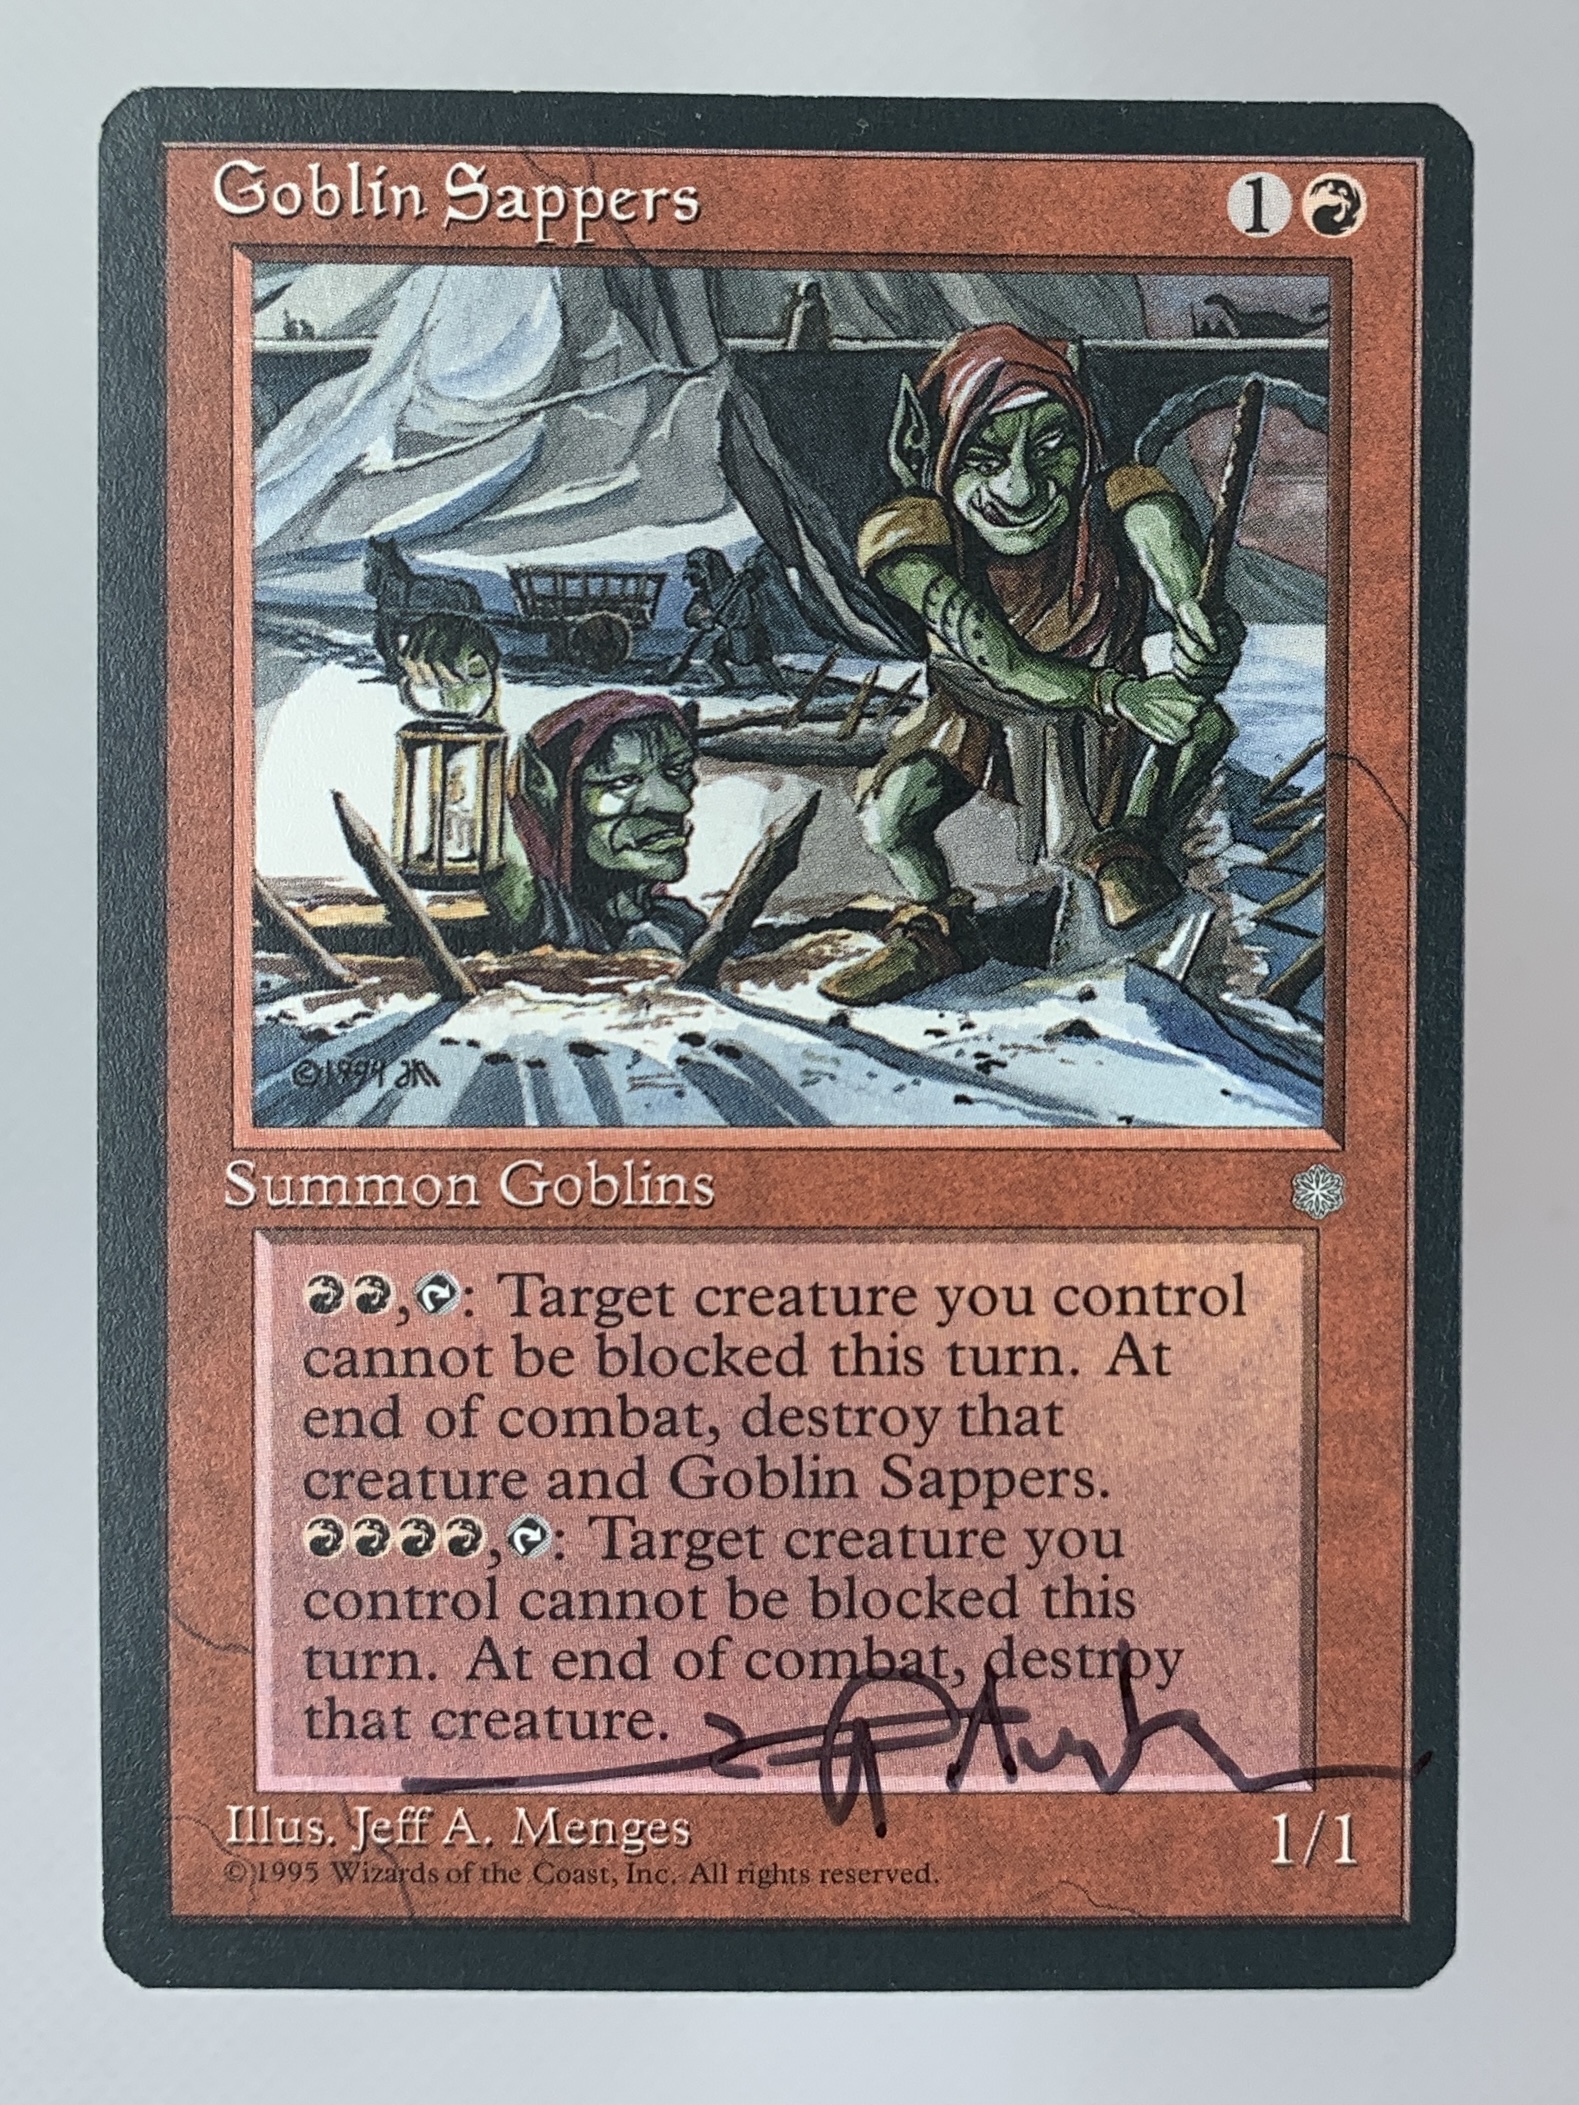 Goblin Sappers 1
©1994 JM
Summon Goblins
, : Target creature you control
cannot be blocked this turn. At
end of combat, destroy that
creature and Goblin Sappers.
, : Target creature you
control cannot be blocked this
turn. At end of combat, destroy
that creature.
Illus. Jeff A. Menges 1/1
© 1995 Wizards of the Coast, Inc. All rights reserved.